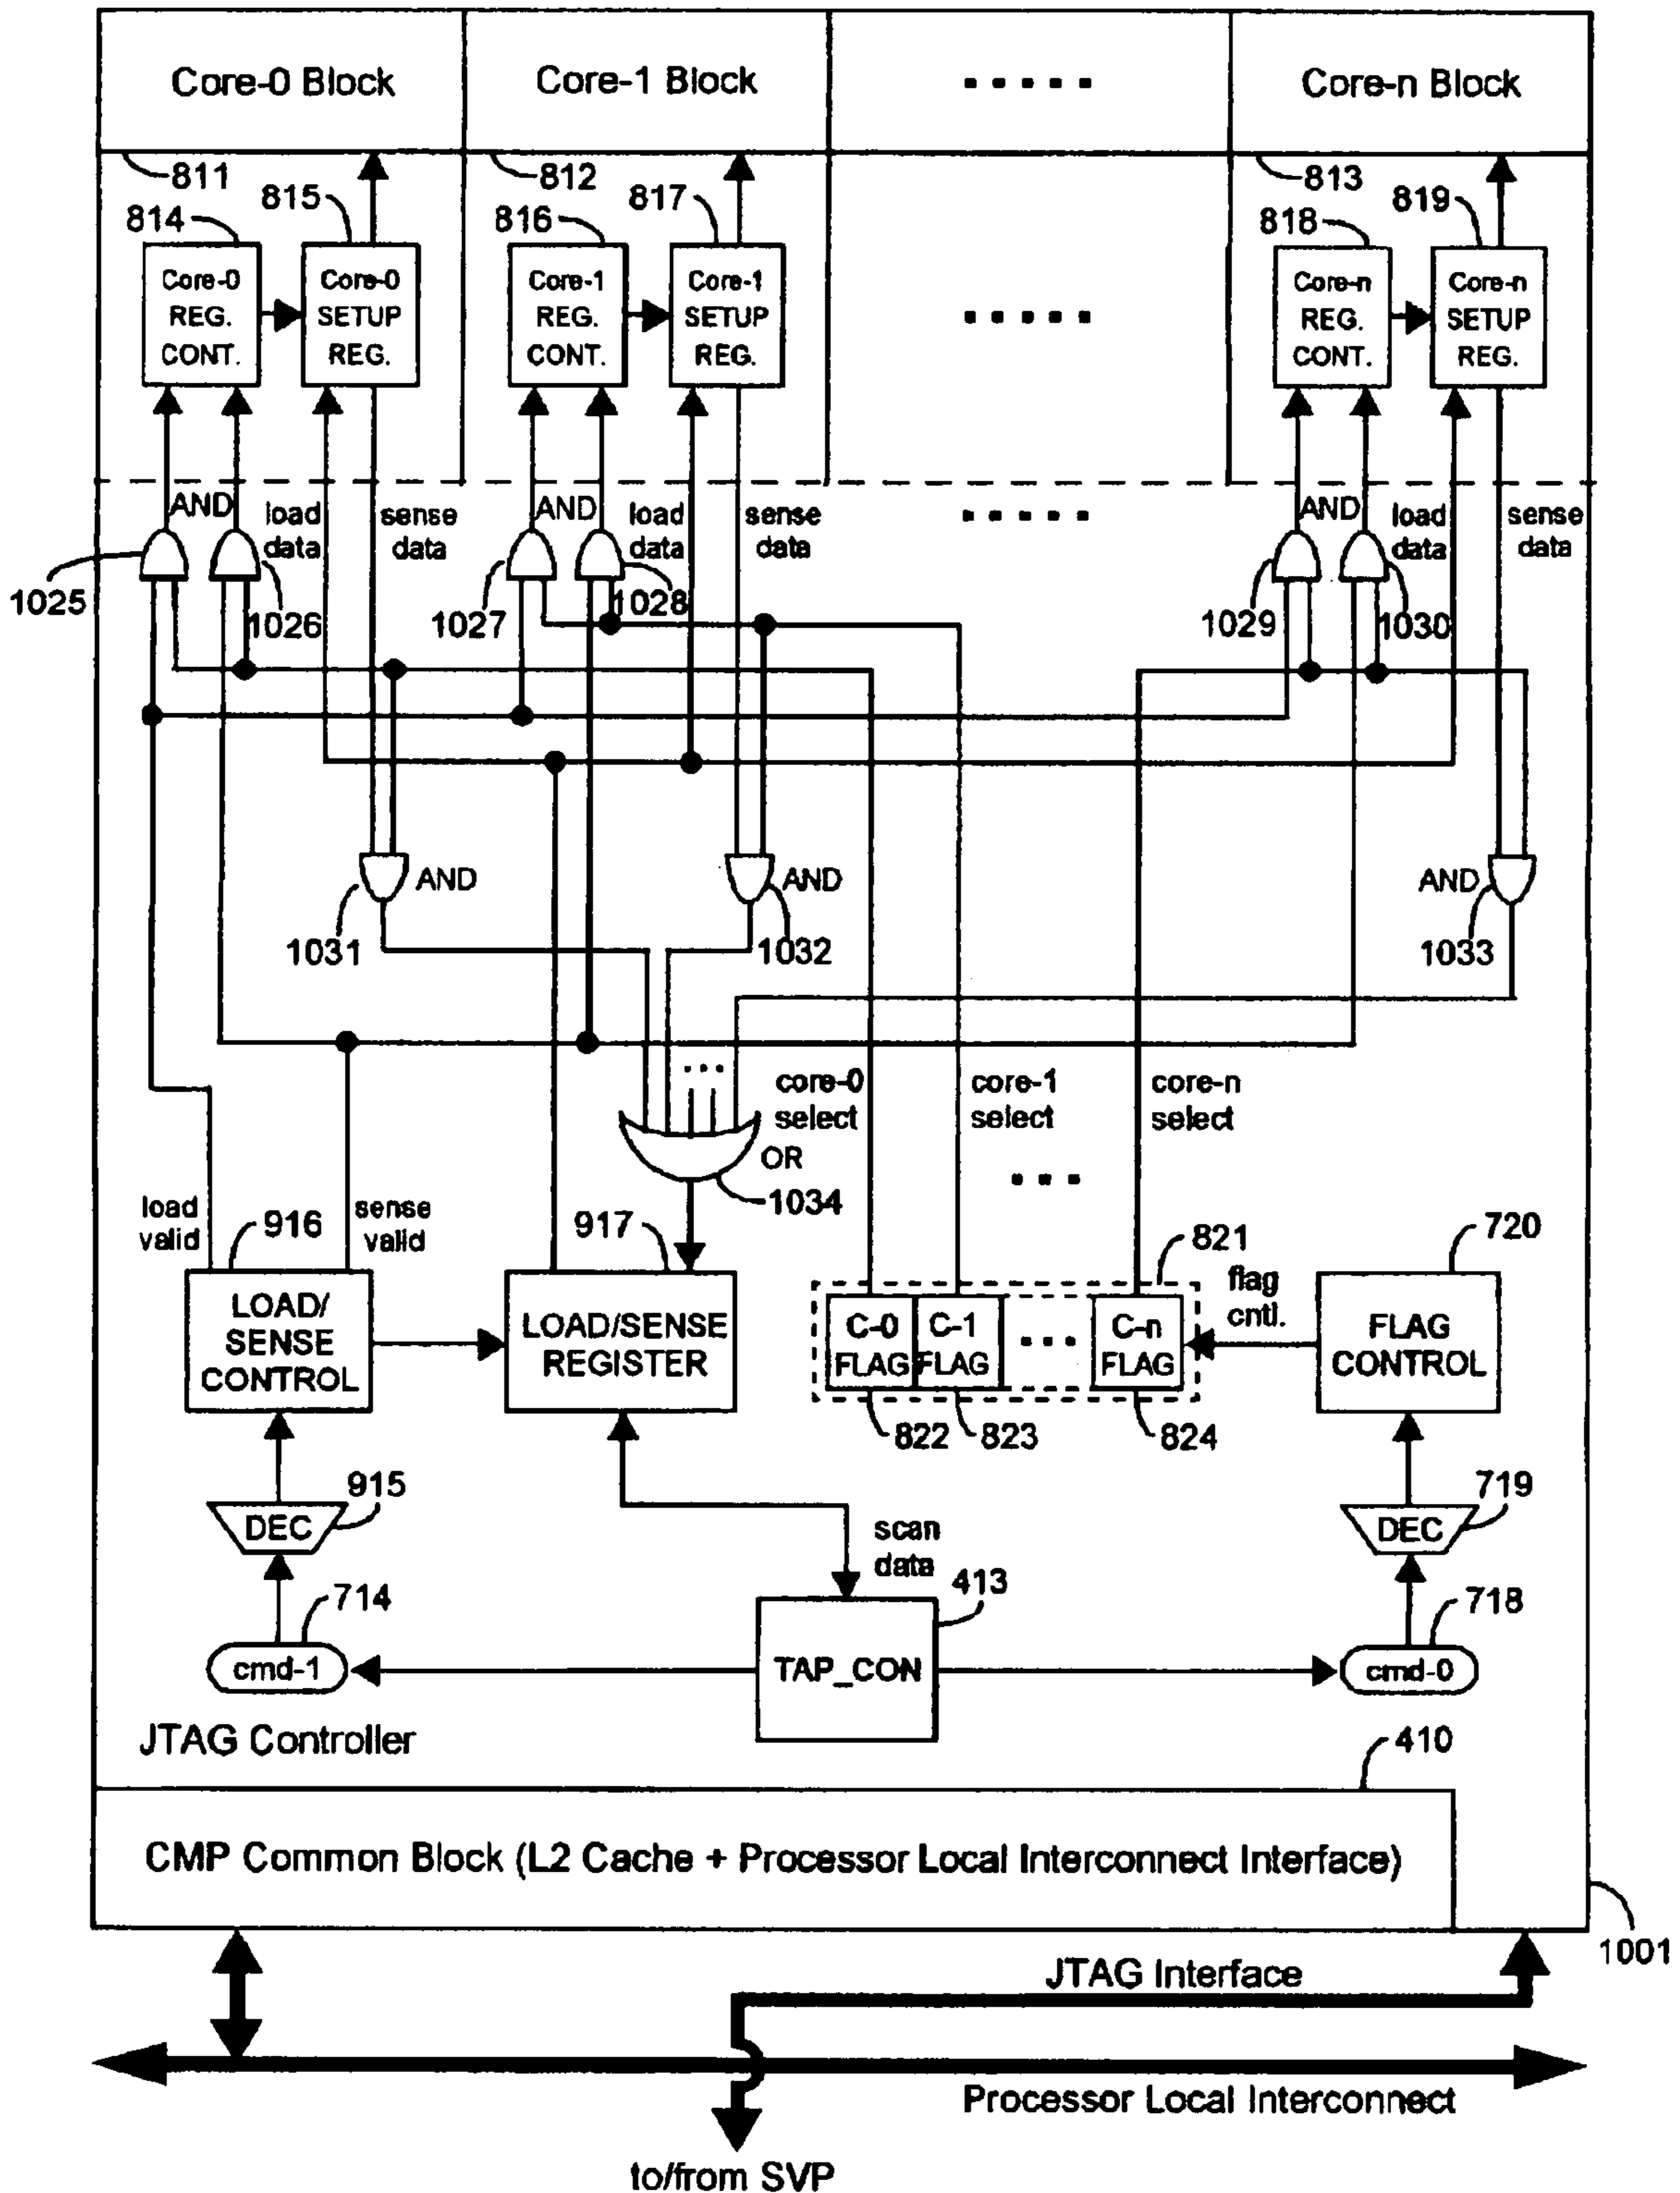 Core-0 Block
Core-1 Block
.....
Core-n Block
811
812
813
814
815
816
817
818
819
Core-0
REG.
CONT.
Core-0
SETUP
REG.
Core-1
REG.
CONT.
Core-1
SETUP
REG.
.....
Core-n
REG.
CONT.
Core-n
SETUP
REG.
AND
load
data
sense
data
AND
load
data
sense
data
.....
AND
load
data
sense
data
1025
1026
1027
1028
1029
1030
AND
AND
AND
1031
1032
1033
...
core-0
select
core-1
select
core-n
select
OR
...
1034
load
valid
916
sense
valid
917
821
720
flag
cntl.
LOAD/
SENSE
CONTROL
LOAD/SENSE
REGISTER
C-0
FLAG
C-1
FLAG
...
C-n
FLAG
FLAG
CONTROL
822
823
824
915
719
DEC
DEC
scan
data
413
714
718
cmd-1
TAP_CON
cmd-0
JTAG Controller
410
CMP Common Block (L2 Cache + Processor Local Interconnect Interface)
1001
JTAG Interface
Processor Local Interconnect
to/from SVP